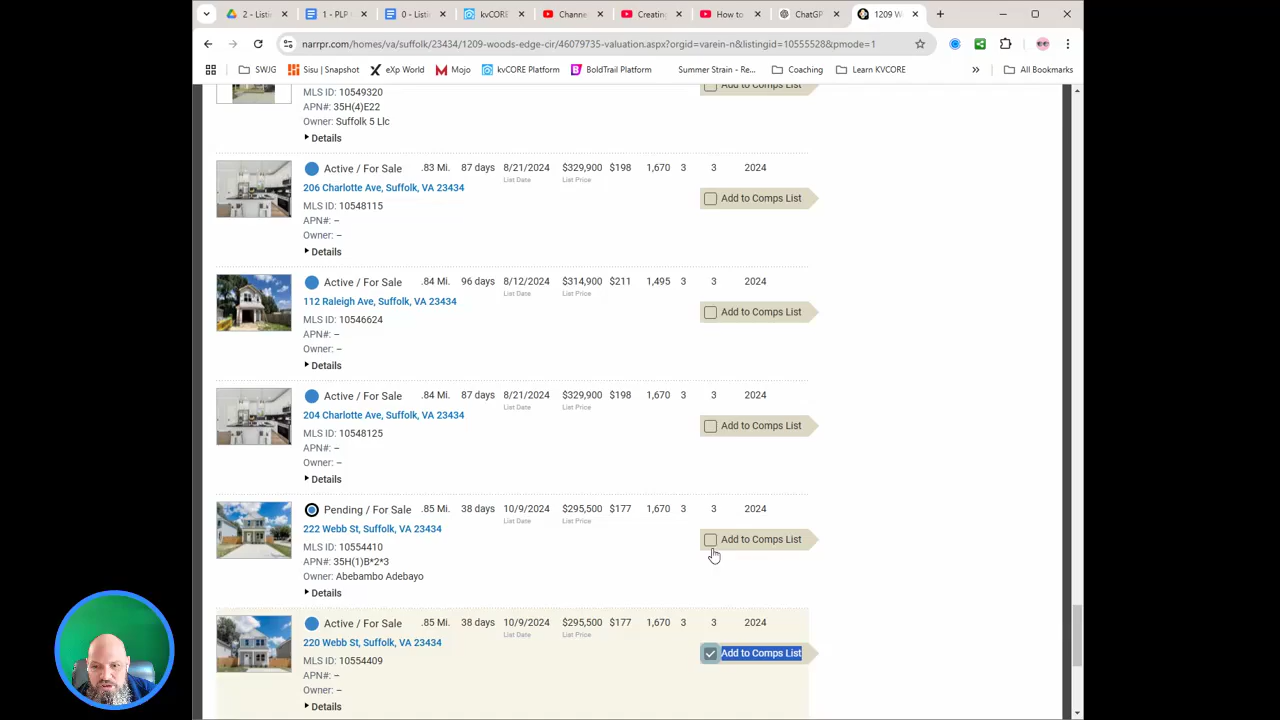 2 - Listin
1 - PLP
0 - Listin
kvCORE
Channe
Creating
How to
ChatGP
1209 W
narrpr.com/homes/va/suffolk/23434/1209-woods-edge-cir/46079735-valuation.aspx?orgid=varein-n&listingid=10555528&pmode=1
SWJG
Sisu | Snapshot
eXp World
Mojo
kvCORE Platform
BoldTrail Platform
Summer Strain - Re...
Coaching
Learn KVCORE
»
All Bookmarks
Add to Comps List
MLS ID: 10549320
APN#: 35H(4)E22
Owner: Suffolk 5 Llc
Details
Active / For Sale .83 Mi. 87 days 8/21/2024 $329,900 $198 1,670 3 3 2024
List Date List Price
206 Charlotte Ave, Suffolk, VA 23434
Add to Comps List
MLS ID: 10548115
APN#: –
Owner: –
Details
Active / For Sale .84 Mi. 96 days 8/12/2024 $314,900 $211 1,495 3 3 2024
List Date List Price
112 Raleigh Ave, Suffolk, VA 23434
Add to Comps List
MLS ID: 10546624
APN#: –
Owner: –
Details
Active / For Sale .84 Mi. 87 days 8/21/2024 $329,900 $198 1,670 3 3 2024
List Date List Price
204 Charlotte Ave, Suffolk, VA 23434
Add to Comps List
MLS ID: 10548125
APN#: –
Owner: –
Details
Pending / For Sale .85 Mi. 38 days 10/9/2024 $295,500 $177 1,670 3 3 2024
List Date List Price
222 Webb St, Suffolk, VA 23434
Add to Comps List
MLS ID: 10554410
APN#: 35H(1)B*2*3
Owner: Abebambo Adebayo
Details
Active / For Sale .85 Mi. 38 days 10/9/2024 $295,500 $177 1,670 3 3 2024
List Date List Price
220 Webb St, Suffolk, VA 23434
Add to Comps List
MLS ID: 10554409
APN#: –
Owner: –
Details